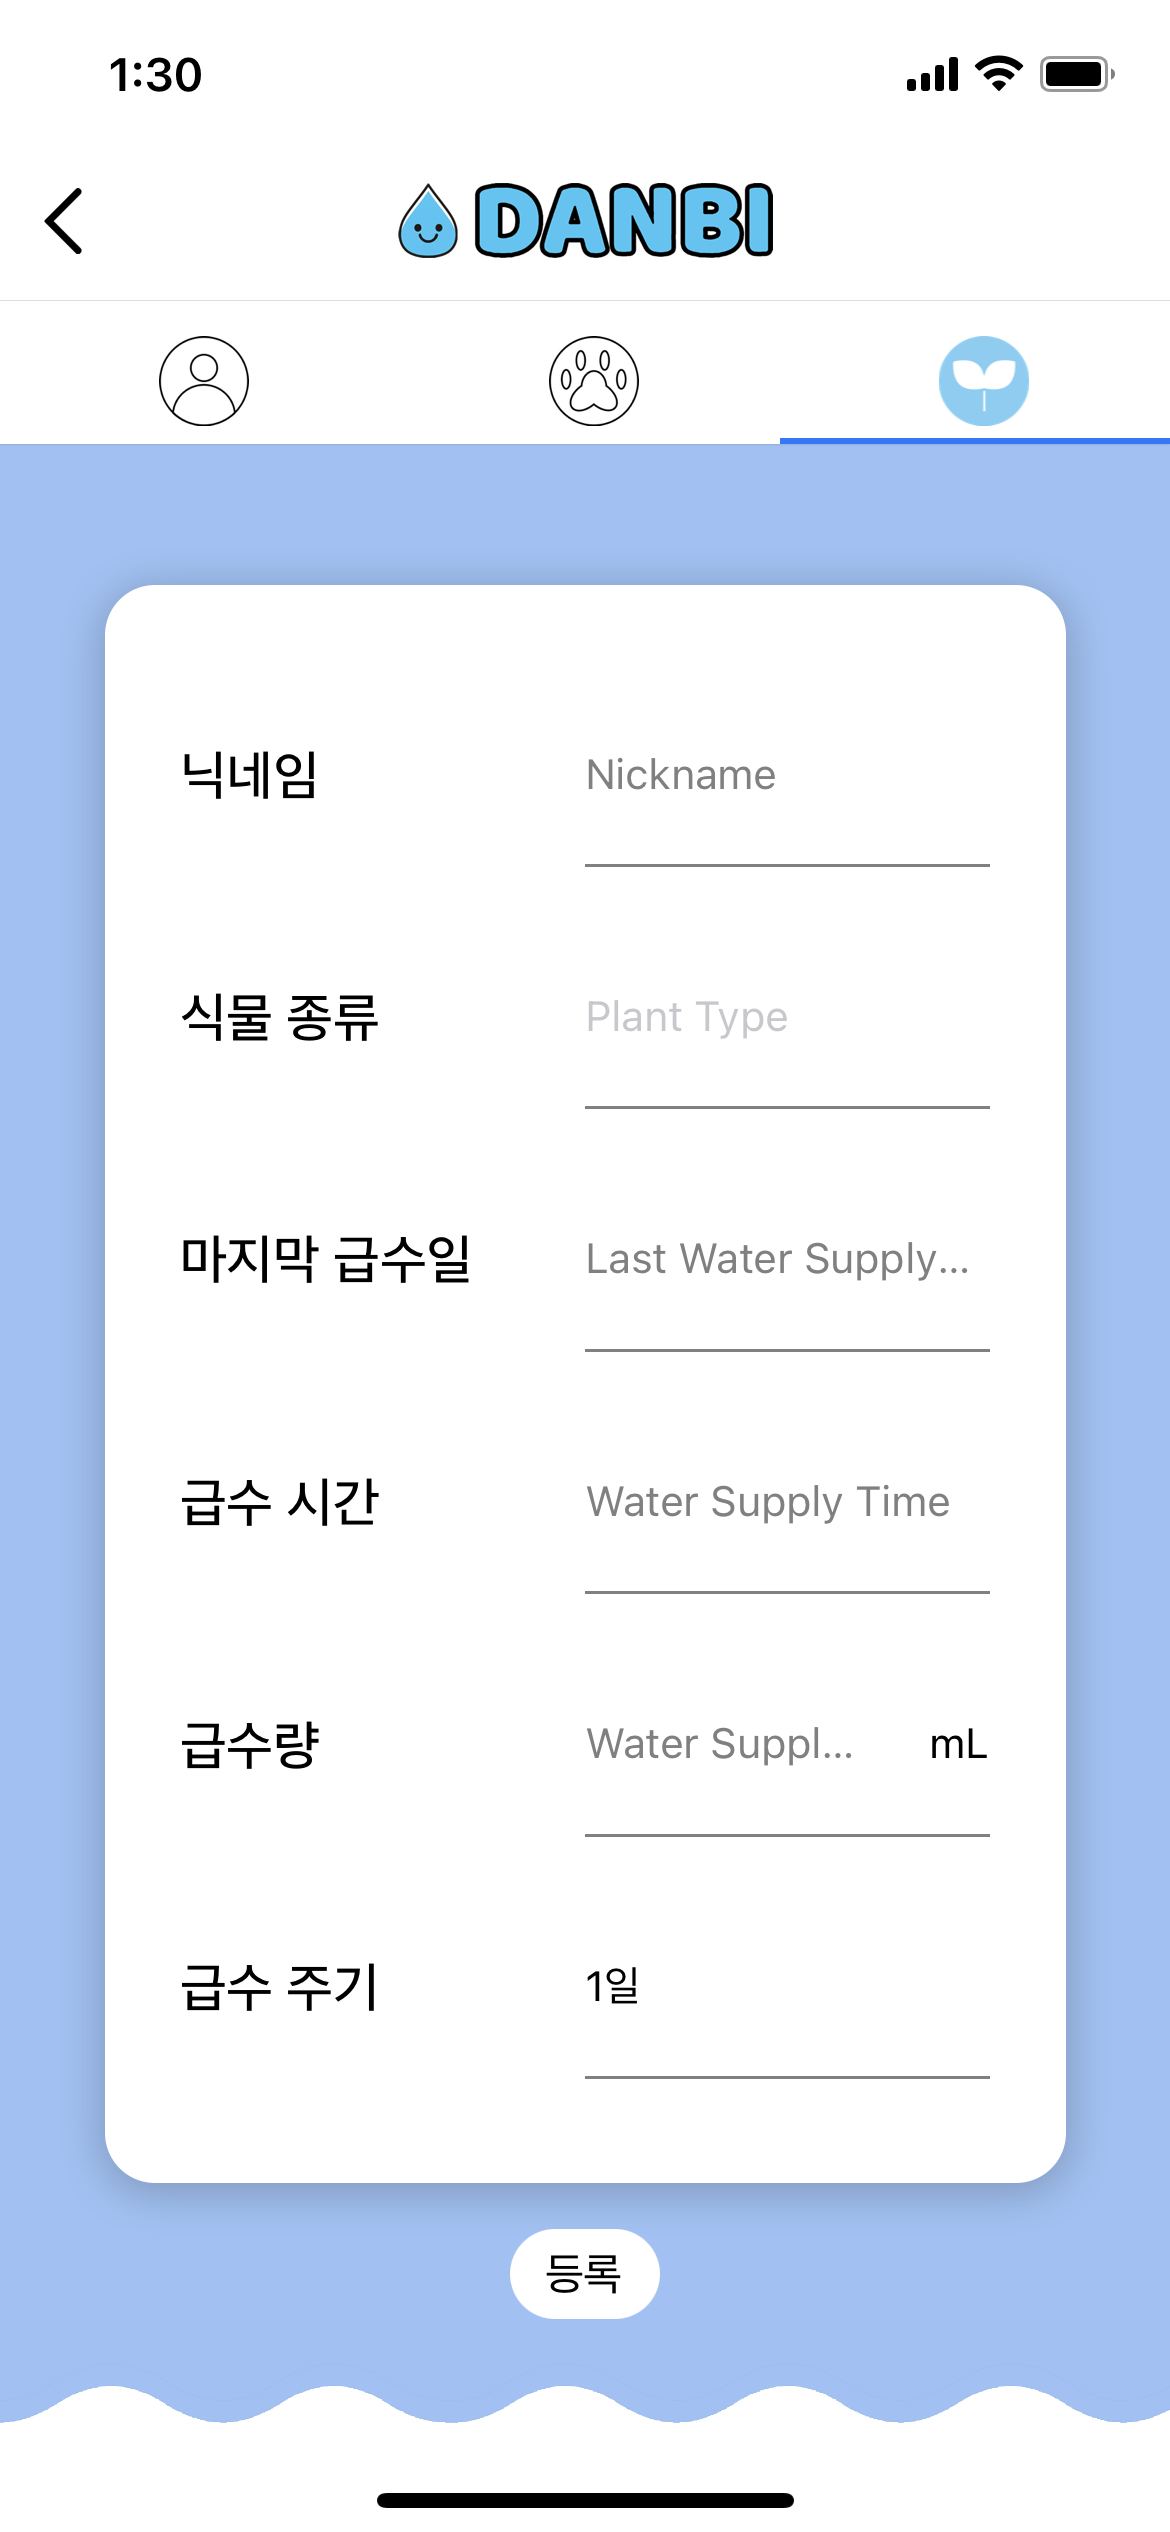 1:30
DANBI
닉네임 Nickname
식물 종류 Plant Type
마지막 급수일 Last Water Supply...
급수 시간 Water Supply Time
급수량 Water Suppl... mL
급수 주기 1일
등록